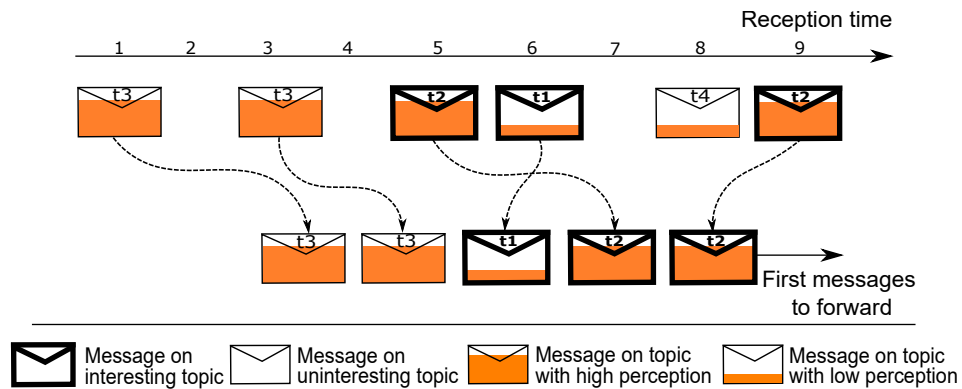 Reception time
1 2 3 4 5 6 7 8 9
t3 t3 t2 t1 t4 t2
t3 t3 t1 t2 t2
First messages
to forward
Message on
interesting topic
Message on
uninteresting topic
Message on topic
with high perception
Message on topic
with low perception